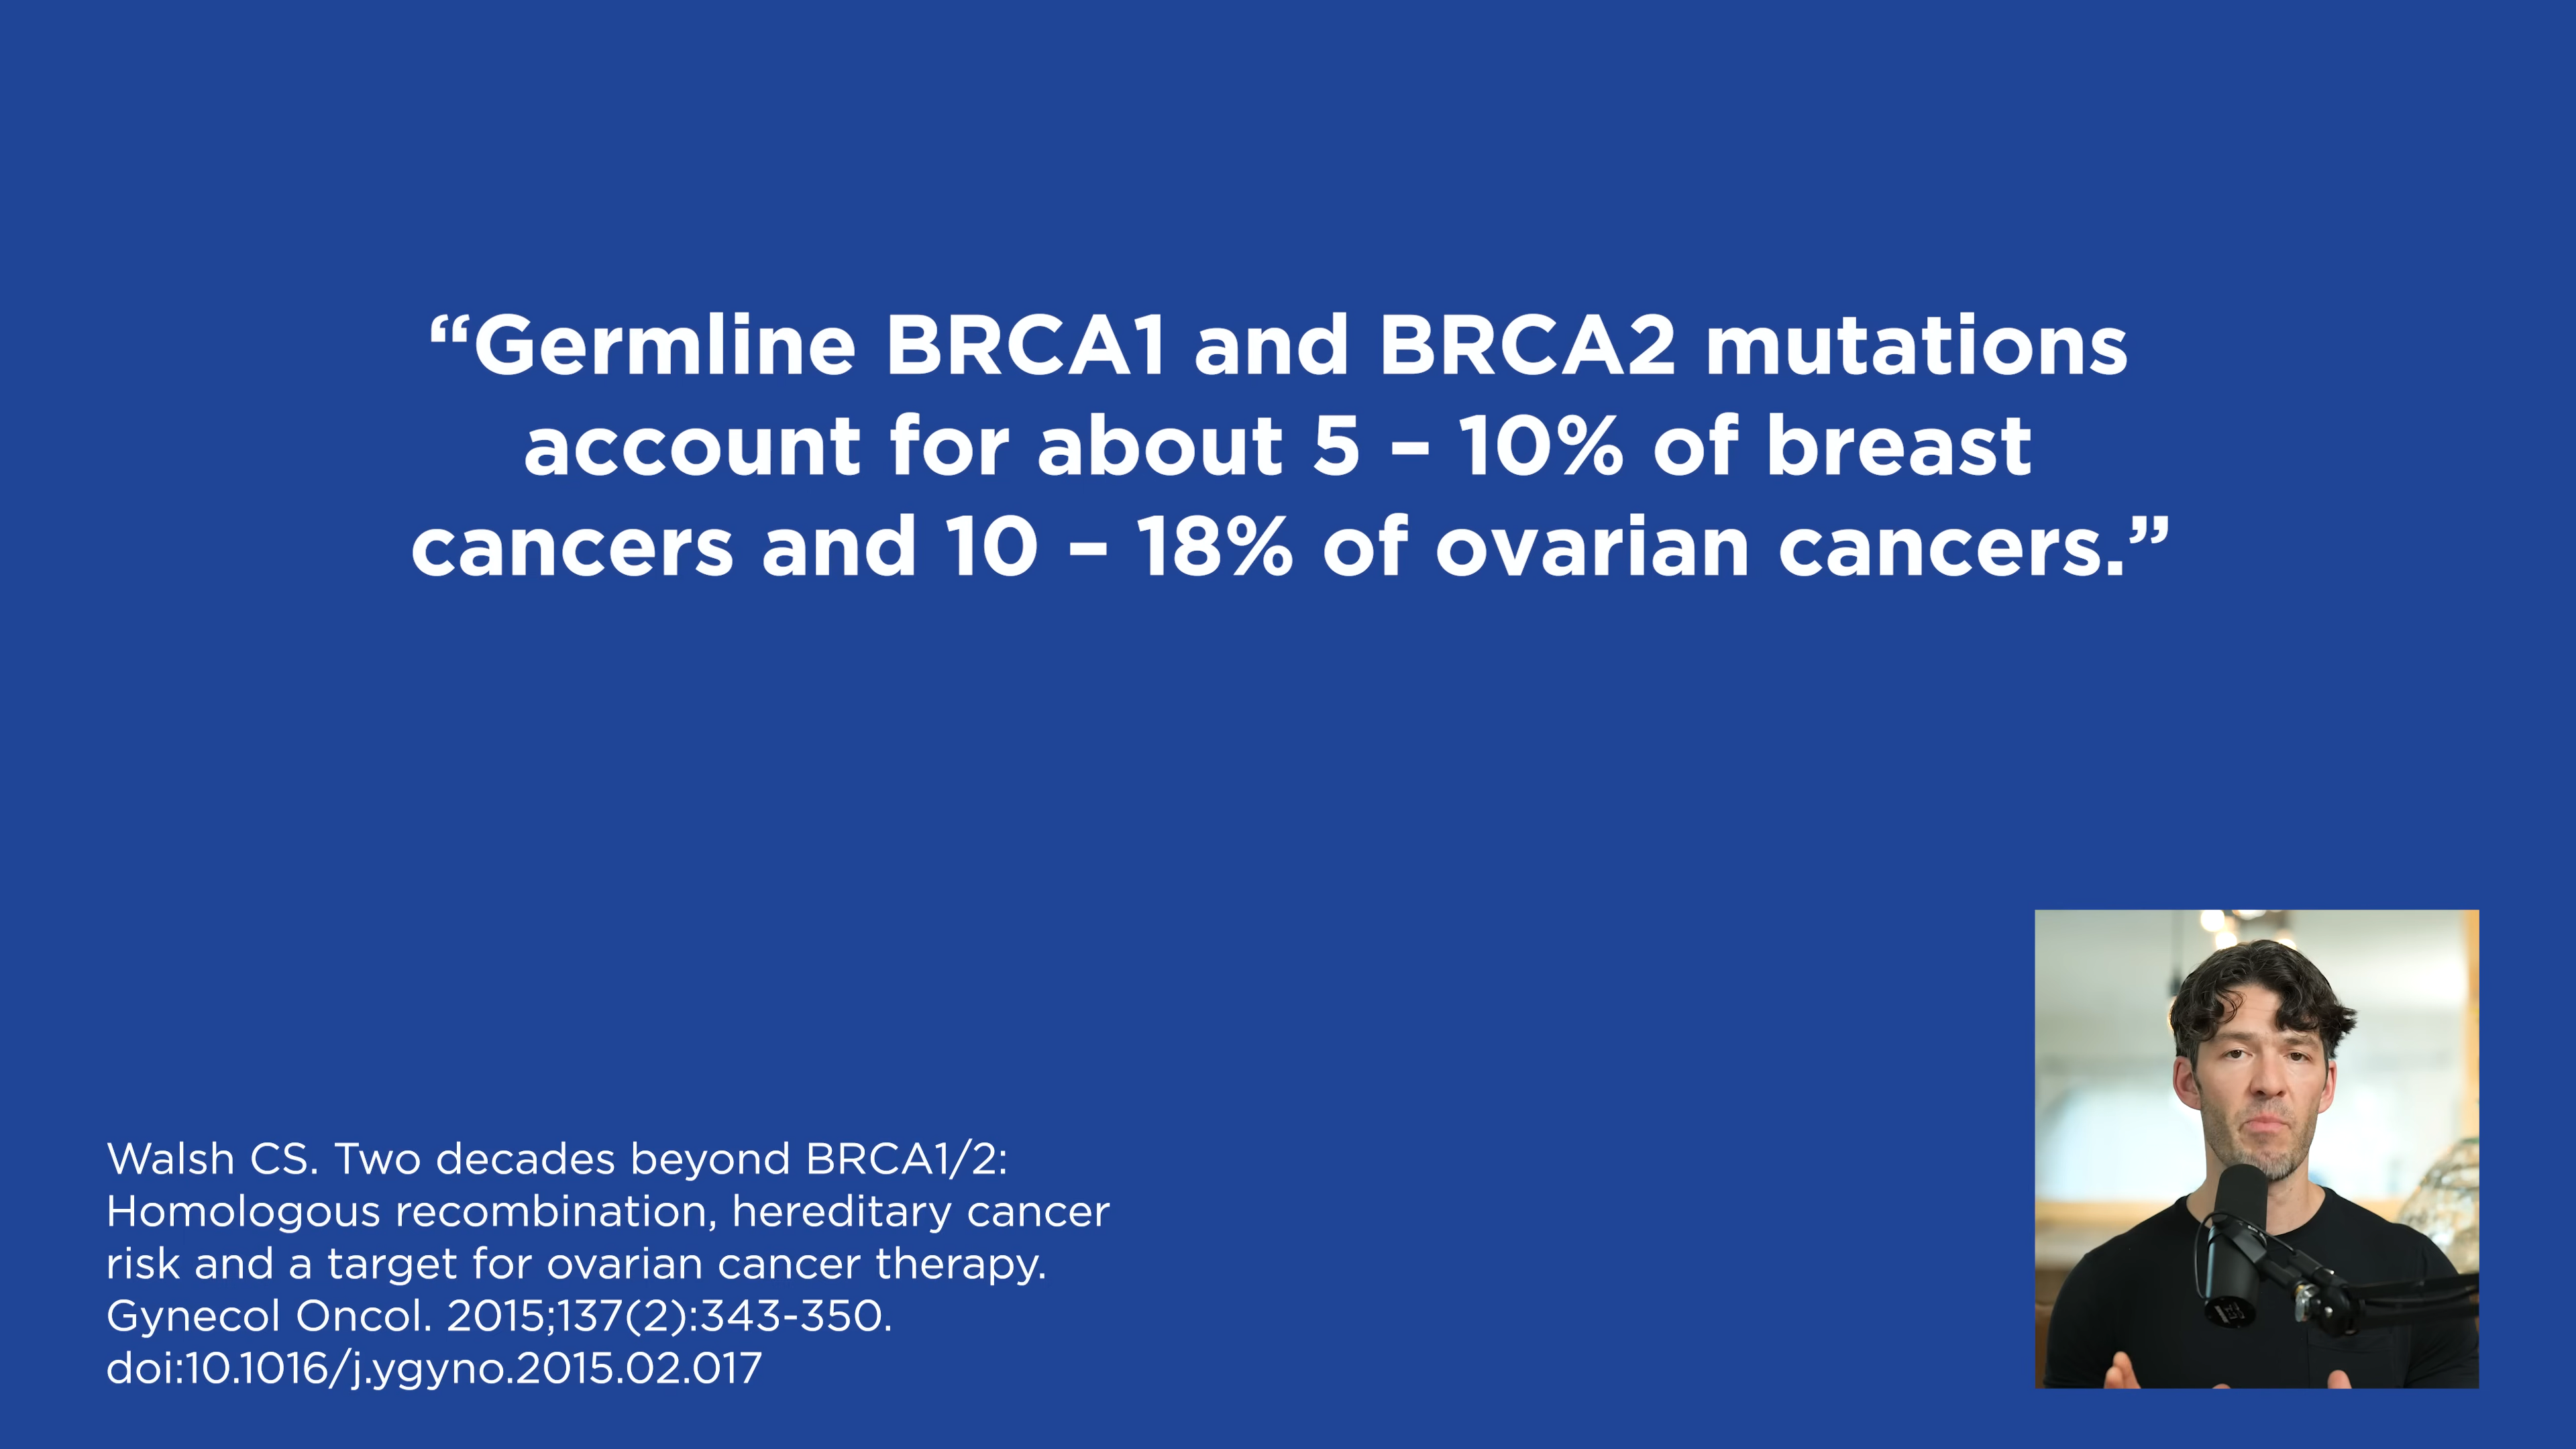 “Germline BRCA1 and BRCA2 mutations
account for about 5 – 10% of breast
cancers and 10 – 18% of ovarian cancers.”
Walsh CS. Two decades beyond BRCA1/2:
Homologous recombination, hereditary cancer
risk and a target for ovarian cancer therapy.
Gynecol Oncol. 2015;137(2):343-350.
doi:10.1016/j.ygyno.2015.02.017